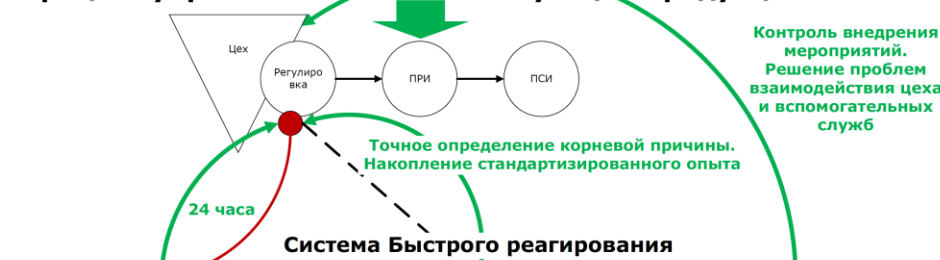 Контроль внедрения
мероприятий.
Решение проблем
взаимодействия цеха
и вспомогательных
служб
Цех
Регулиро
вка
ПРИ
ПСИ
Точное определение корневой причины.
Накопление стандартизированного опыта
24 часа
Система Быстрого реагирования